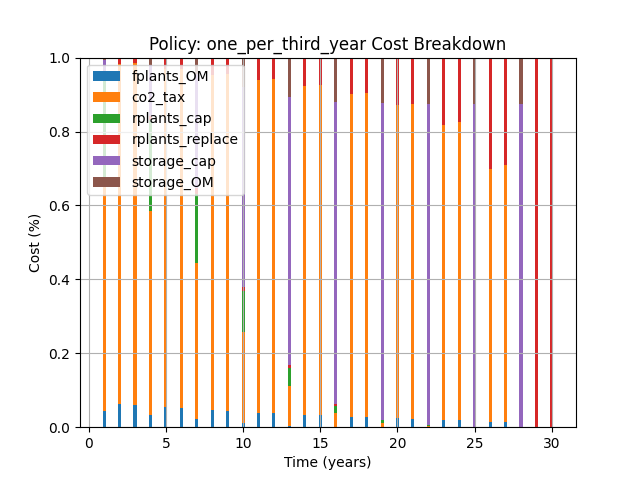 Policy: one_per_third_year Cost Breakdown
1.0
0.8
0.6
0.4
0.2
0.0
Cost (%)
fplants_OM
co2_tax
rplants_cap
rplants_replace
storage_cap
storage_OM
0 5 10 15 20 25 30
Time (years)